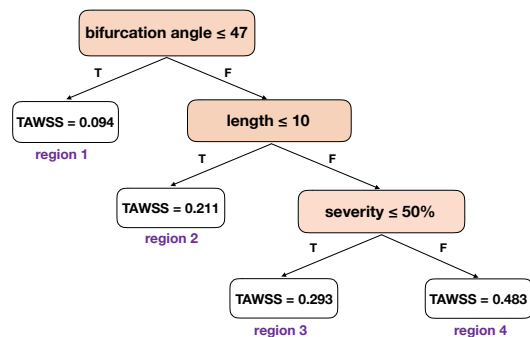 bifurcation angle ≤ 47
T
F
TAWSS = 0.094
region 1
length ≤ 10
T
F
TAWSS = 0.211
region 2
severity ≤ 50%
T
F
TAWSS = 0.293
region 3
TAWSS = 0.483
region 4